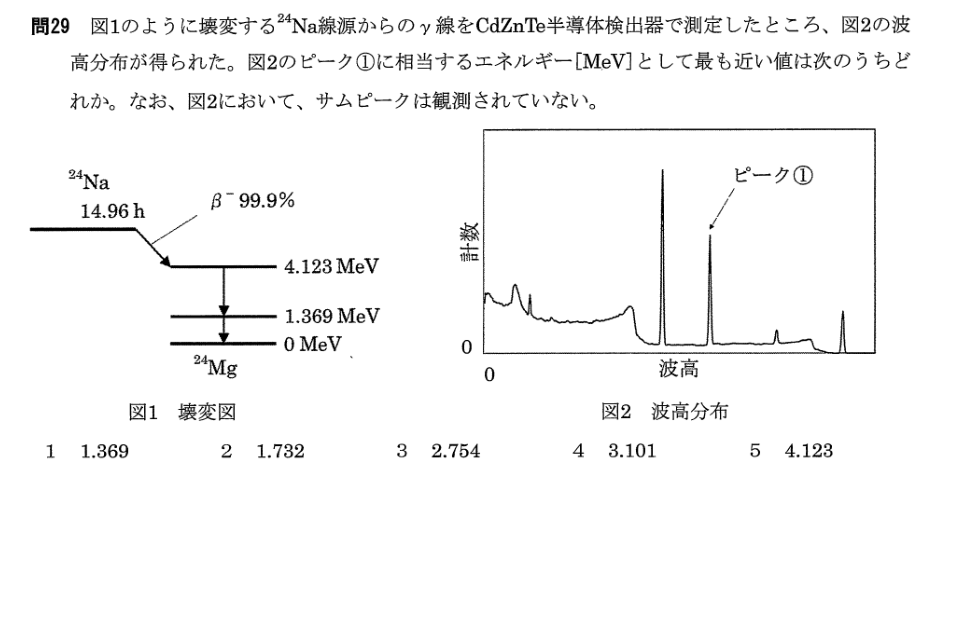 問29 図1のように壊変する²⁴Na線源からのγ線をCdZnTe半導体検出器で測定したところ、図2の波
高分布が得られた。図2のピーク①に相当するエネルギー[MeV]として最も近い値は次のうちど
れか。なお、図2において、サムピークは観測されていない。
²⁴Na
14.96 h
β⁻ 99.9%
4.123 MeV
1.369 MeV
0 MeV
²⁴Mg
図1 壊変図
ピーク①
計数
0
0
波高
図2 波高分布
1 1.369 2 1.732 3 2.754 4 3.101 5 4.123